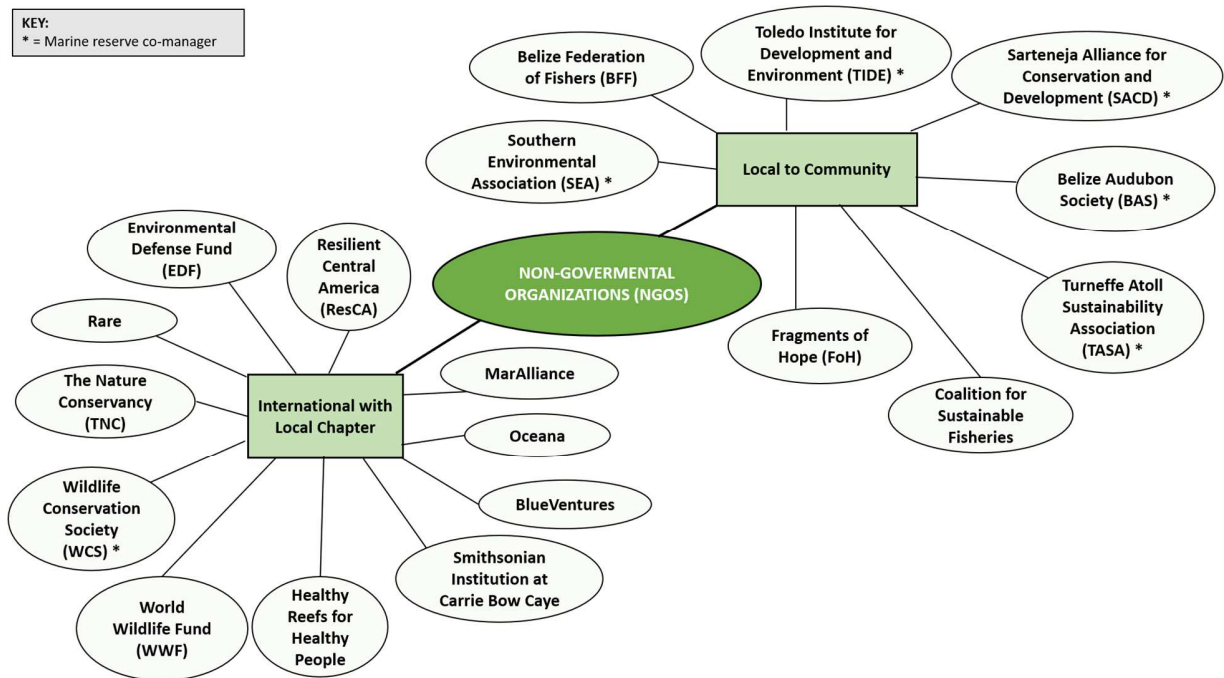 KEY:
* = Marine reserve co-manager
Belize Federation
of Fishers (BFF)
Toledo Institute for
Development and
Environment (TIDE) *
Sarteneja Alliance for
Conservation and
Development (SACD) *
Southern
Environmental
Association (SEA) *
Local to Community
Belize Audubon
Society (BAS) *
Environmental
Defense Fund
(EDF)
Resilient
Central
America
(ResCA)
NON-GOVERMENTAL
ORGANIZATIONS (NGOS)
Turneffe Atoll
Sustainability
Association
(TASA) *
Rare
Fragments of
Hope (FoH)
MarAlliance
The Nature
Conservancy
(TNC)
International with
Local Chapter
Coalition for
Sustainable
Fisheries
Oceana
Wildlife
Conservation
Society
(WCS) *
BlueVentures
Smithsonian
Institution at
Carrie Bow Caye
World
Wildlife Fund
(WWF)
Healthy
Reefs for
Healthy
People